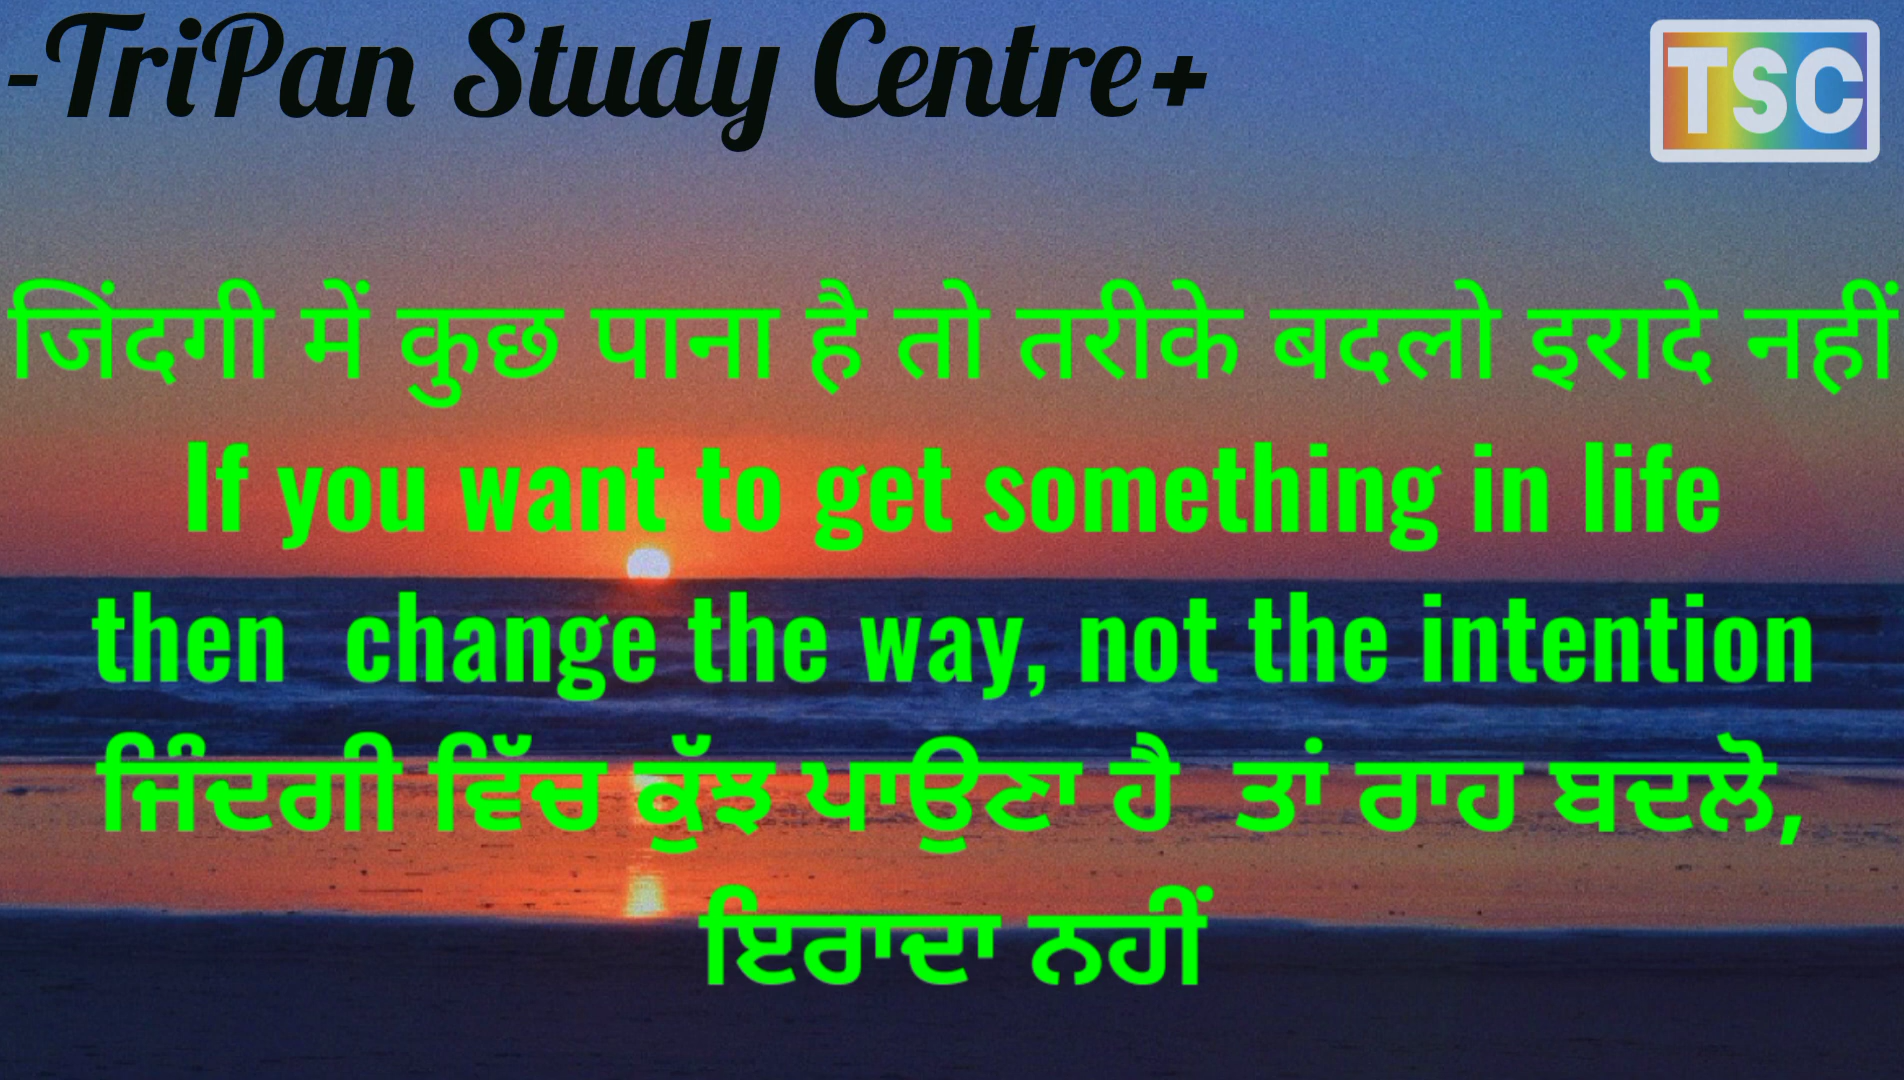 -TriPan Study Centre+
TSC
जिंदगी में कुछ पाना है तो तरीके बदलो इरादे नहीं
If you want to get something in life
then  change the way, not the intention
ਜਿੰਦਗੀ ਵਿੱਚ ਕੁੱਝ ਪਾਉਣਾ ਹੈ  ਤਾਂ ਰਾਹ ਬਦਲੋ,
ਇਰਾਦਾ ਨਹੀਂ